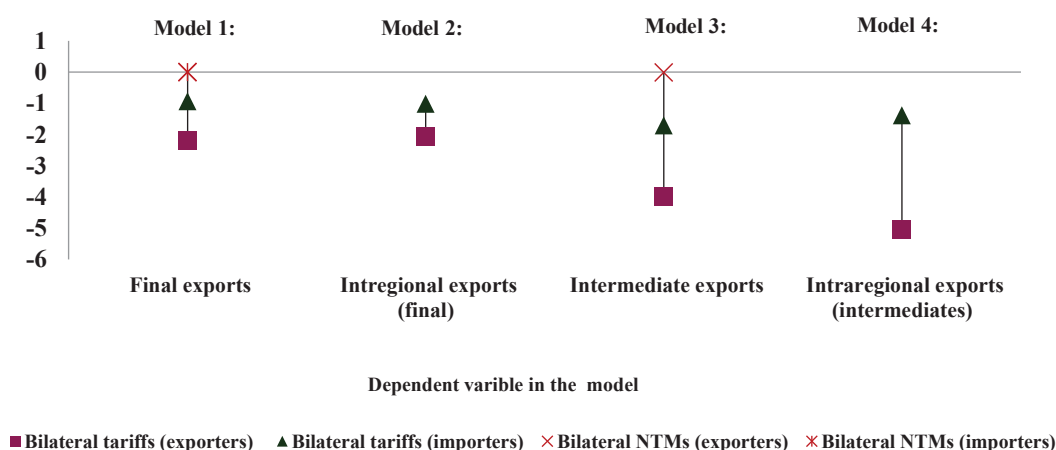 Model 1:
Model 2:
Model 3:
Model 4:
1
0
-1
-2
-3
-4
-5
-6
Final exports
Intregional exports
(final)
Intermediate exports
Intraregional exports
(intermediates)
Dependent varible in the model
Bilateral tariffs (exporters)
Bilateral tariffs (importers)
Bilateral NTMs (exporters)
Bilateral NTMs (importers)